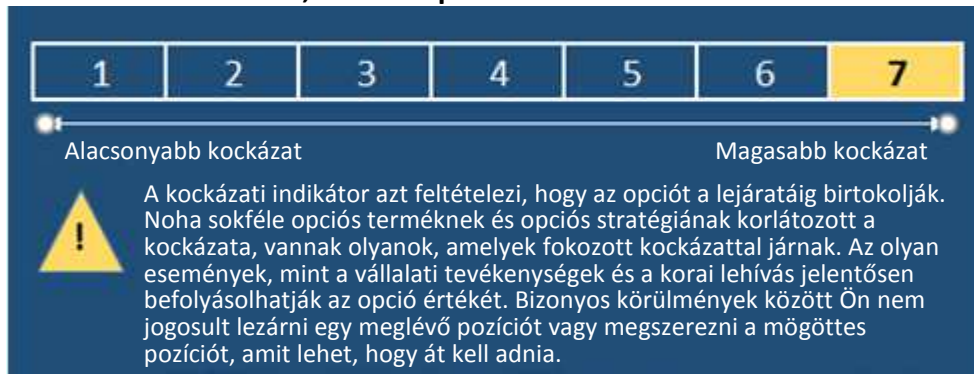 1 2 3 4 5 6 7
Alacsonyabb kockázat Magasabb kockázat
A kockázati indikátor azt feltételezi, hogy az opciót a lejáratáig birtokolják.
Noha sokféle opciós terméknek és opciós stratégiának korlátozott a
kockázata, vannak olyanok, amelyek fokozott kockázattal járnak. Az olyan
események, mint a vállalati tevékenységek és a korai lehívás jelentősen
befolyásolhatják az opció értékét. Bizonyos körülmények között Ön nem
jogosult lezárni egy meglévő pozíciót vagy megszerezni a mögöttes
pozíciót, amit lehet, hogy át kell adnia.